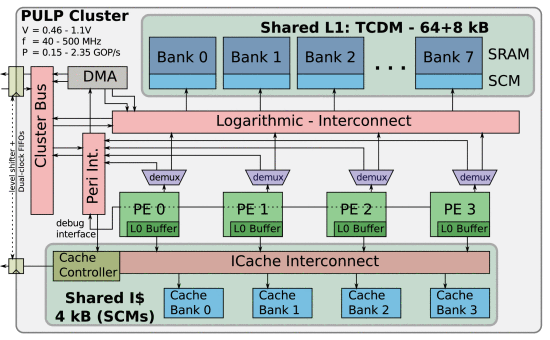 PULP Cluster
V = 0.46 - 1.1V
f = 40 - 500 MHz
P = 0.15 - 2.35 GOP/s
Shared L1: TCDM - 64+8 kB
Bank 0
Bank 1
Bank 2
...
Bank 7
SRAM
SCM
DMA
Cluster Bus
Logarithmic - Interconnect
Peri Int.
level shifter +
Dual-clock FIFOs
demux
demux
demux
demux
PE 0
PE 1
PE 2
PE 3
L0 Buffer
L0 Buffer
L0 Buffer
L0 Buffer
debug
interface
Cache
Controller
ICache Interconnect
Shared I$
4 kB (SCMs)
Cache
Bank 0
Cache
Bank 1
Cache
Bank 2
Cache
Bank 3